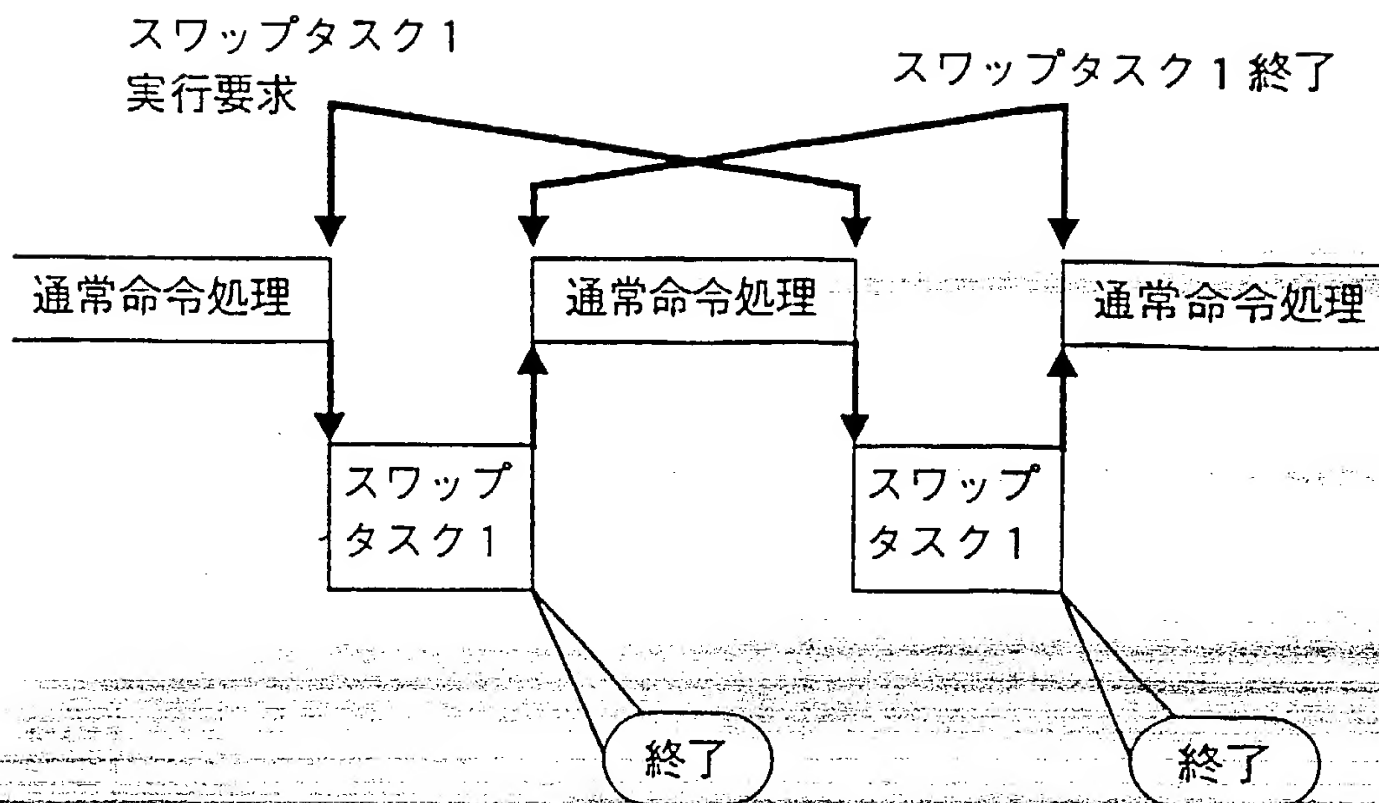 スワップタスク1
実行要求
スワップタスク1終了
通常命令処理
通常命令処理
通常命令処理
スワップ
タスク1
スワップ
タスク1
終了
終了